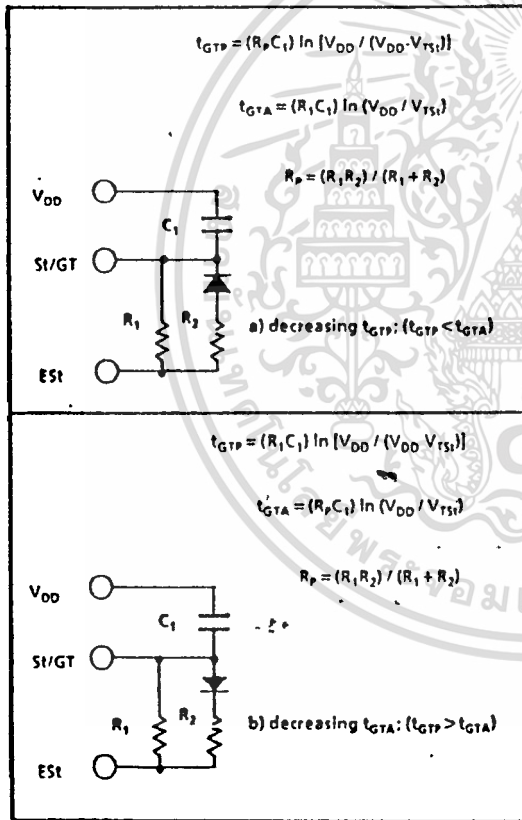 t_GTP = (R_P C_1) ln [V_DD / (V_DD-V_TSt)]
t_GTA = (R_1 C_1) ln (V_DD / V_TSt)
R_P = (R_1 R_2) / (R_1 + R_2)
V_DD
C_1
St/GT
R_1
R_2
a) decreasing t_GTP; (t_GTP < t_GTA)
ESt
t_GTP = (R_1 C_1) ln [V_DD / (V_DD V_TSt)]
t_GTA = (R_P C_1) ln (V_DD / V_TSt)
R_P = (R_1 R_2) / (R_1 + R_2)
V_DD
C_1
St/GT
R_1
R_2
b) decreasing t_GTA; (t_GTP > t_GTA)
ESt